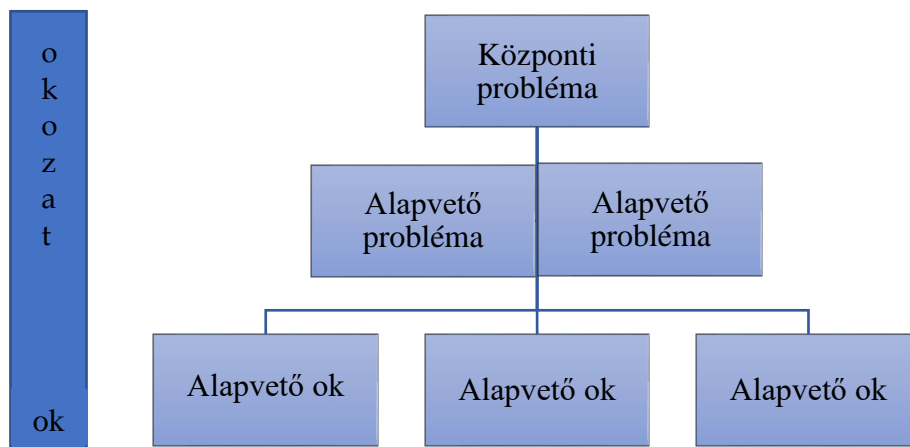 o
k
o
z
a
t
ok
Központi
probléma
Alapvető
probléma
Alapvető
probléma
Alapvető ok
Alapvető ok
Alapvető ok